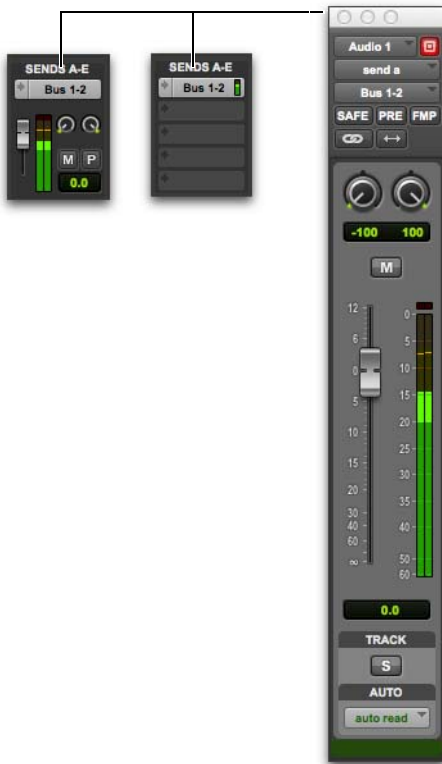 SENDS A-E
Bus 1-2
M P
0.0
SENDS A-E
Bus 1-2
Audio 1
send a
Bus 1-2
SAFE PRE FMP
-100 100
M
12
6
0
5
10
15
20
30
40
60
∞
0
5
10
15
20
25
30
35
40
50
60
0.0
TRACK
S
AUTO
auto read